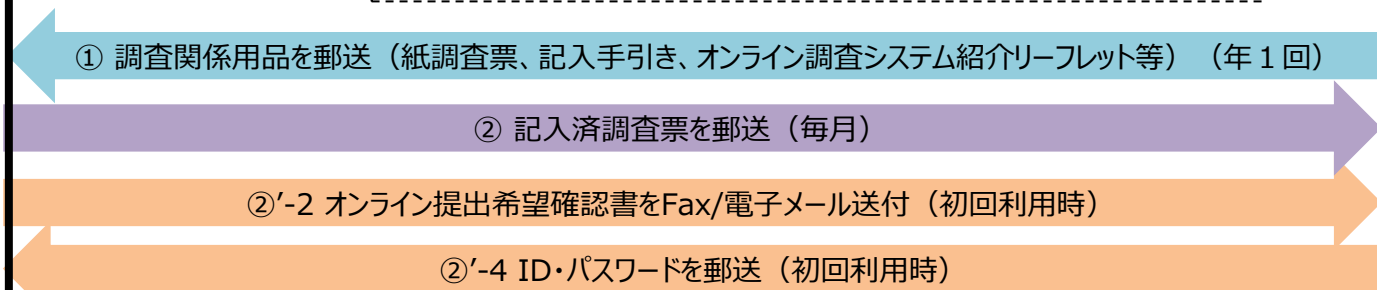 ① 調査関係用品を郵送（紙調査票、記入手引き、オンライン調査システム紹介リーフレット等）（年１回）
② 記入済調査票を郵送（毎月）
②’-2 オンライン提出希望確認書をFax/電子メール送付（初回利用時）
②’-4 ID・パスワードを郵送（初回利用時）